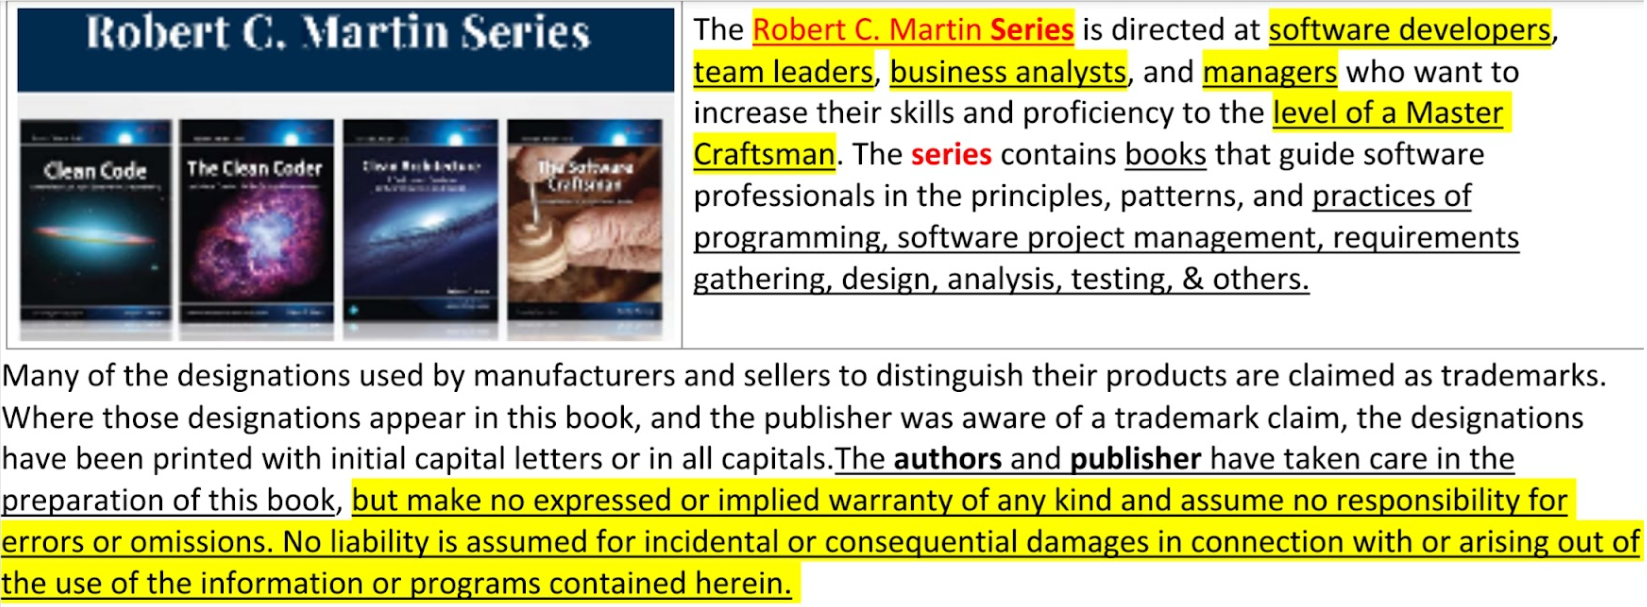 Robert C. Martin Series
Clean Code
The Clean Coder
Clean Architecture
The Software
Craftsman
The Robert C. Martin Series is directed at software developers,
team leaders, business analysts, and managers who want to
increase their skills and proficiency to the level of a Master
Craftsman. The series contains books that guide software
professionals in the principles, patterns, and practices of
programming, software project management, requirements
gathering, design, analysis, testing, & others.
Many of the designations used by manufacturers and sellers to distinguish their products are claimed as trademarks.
Where those designations appear in this book, and the publisher was aware of a trademark claim, the designations
have been printed with initial capital letters or in all capitals.The authors and publisher have taken care in the
preparation of this book, but make no expressed or implied warranty of any kind and assume no responsibility for
errors or omissions. No liability is assumed for incidental or consequential damages in connection with or arising out of
the use of the information or programs contained herein.